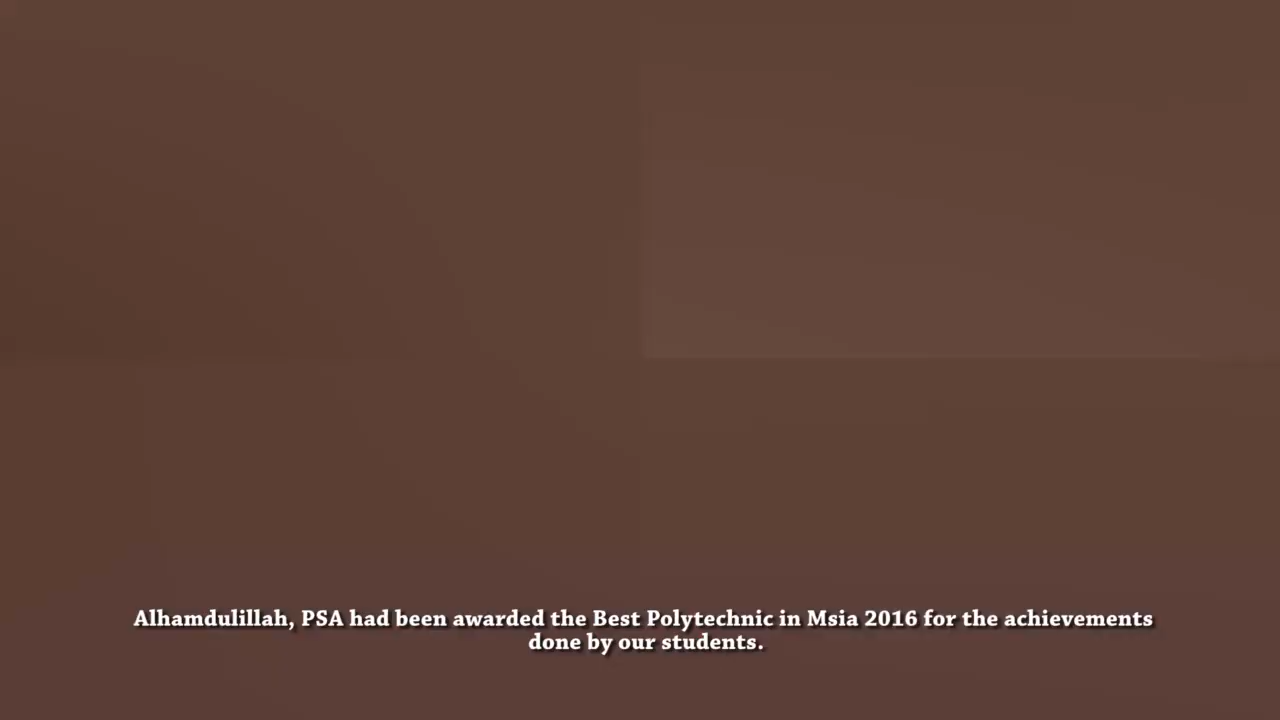 Alhamdulillah, PSA had been awarded the Best Polytechnic in Msia 2016 for the achievements
done by our students.